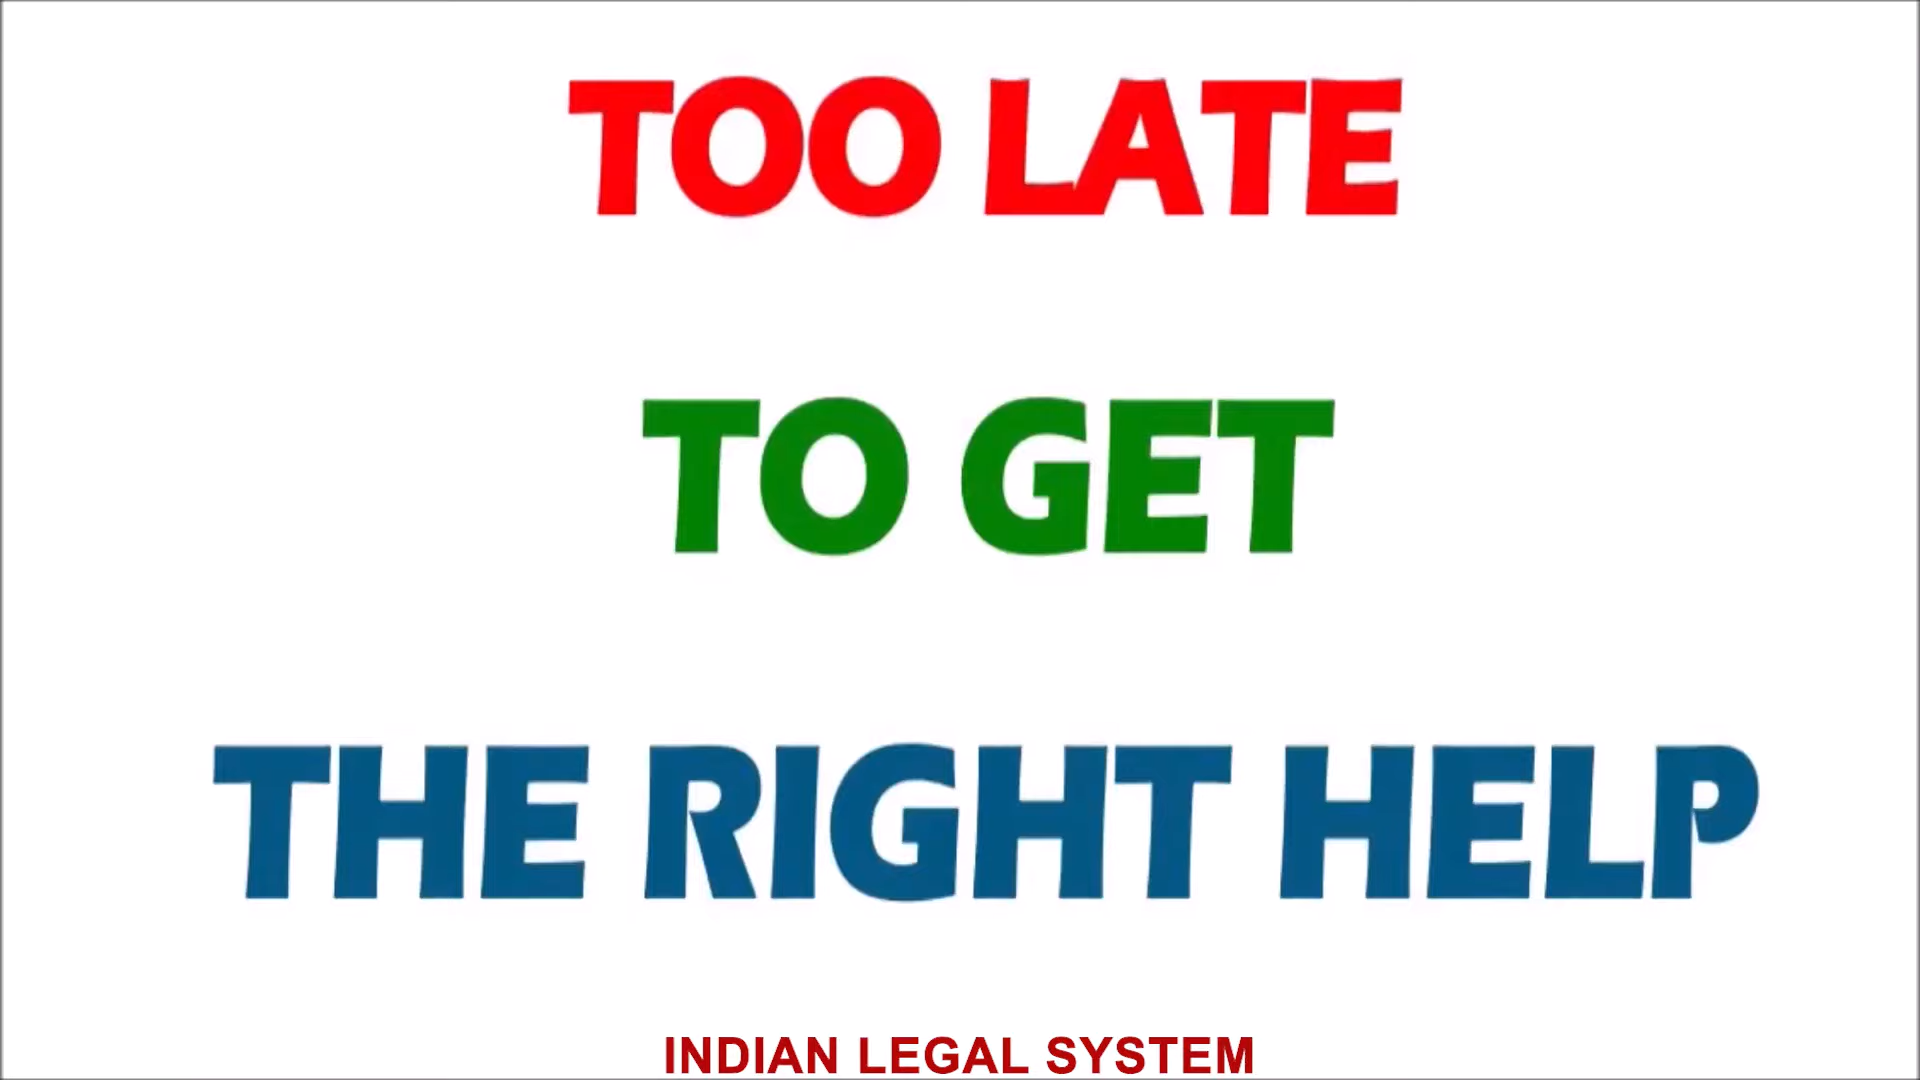 TOO LATE
TO GET
THE RIGHT HELP
INDIAN LEGAL SYSTEM